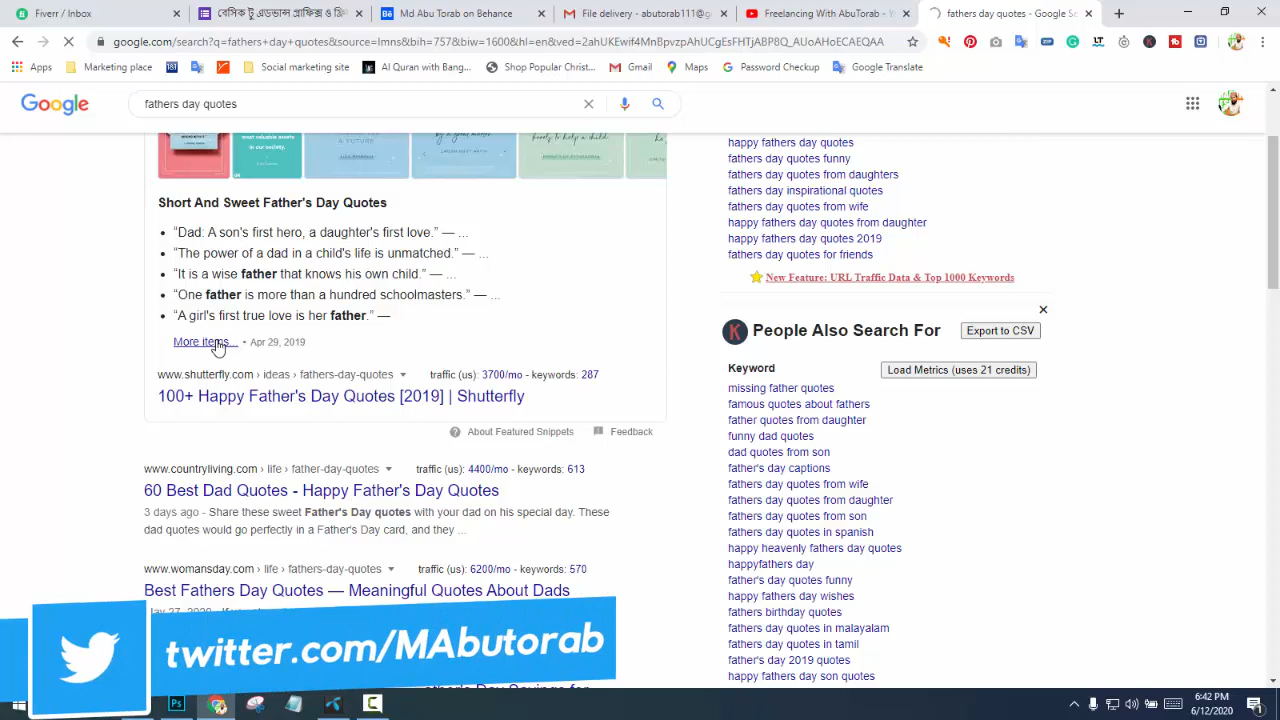 Fiver / Inbox
Md Abu Torab on Behance
File delivery - abutorab111@g
Freelancing With Abutorab - Y
fathers day quotes - Google Se
google.com/search?q=fathers+day+quotes&source=lmns&bih=757&biw=1600&hl=en&ved=2ahUKEwif4MnBpvzpAhUCgEsFHTjABP8Q_AUoAHoECAEQAA
Apps
Marketing place
Social marketing site
Al Quran with Bang...
Shop Popular Christ...
Gmail
Maps
Password Checkup
Google Translate
Google
fathers day quotes
Short And Sweet Father's Day Quotes
“Dad: A son's first hero, a daughter's first love.” — ...
“The power of a dad in a child's life is unmatched.” — ...
“It is a wise father that knows his own child.” — ...
“One father is more than a hundred schoolmasters.” — ...
“A girl's first true love is her father.” —
More items... • Apr 29, 2019
www.shutterfly.com › ideas › fathers-day-quotes
traffic (us): 3700/mo - keywords: 287
100+ Happy Father's Day Quotes [2019] | Shutterfly
About Featured Snippets
Feedback
www.countryliving.com › life › father-day-quotes
traffic (us): 4400/mo - keywords: 613
60 Best Dad Quotes - Happy Father's Day Quotes
3 days ago - Share these sweet Father's Day quotes with your dad on his special day. These
dad quotes would go perfectly in a Father's Day card, and they ...
www.womansday.com › life › fathers-day-quotes
traffic (us): 6200/mo - keywords: 570
Best Fathers Day Quotes — Meaningful Quotes About Dads
happy fathers day quotes
fathers day quotes funny
fathers day quotes from daughters
fathers day inspirational quotes
fathers day quotes from wife
happy fathers day quotes from daughter
happy fathers day quotes 2019
fathers day quotes for friends
New Feature: URL Traffic Data & Top 1000 Keywords
People Also Search For
Export to CSV
Keyword
Load Metrics (uses 21 credits)
missing father quotes
famous quotes about fathers
father quotes from daughter
funny dad quotes
dad quotes from son
father's day captions
fathers day quotes from wife
fathers day quotes from daughter
fathers day quotes from son
fathers day quotes in spanish
happy heavenly fathers day quotes
happyfathers day
father's day quotes funny
happy fathers day wishes
fathers birthday quotes
fathers day quotes in malayalam
fathers day quotes in tamil
father's day 2019 quotes
happy fathers day son quotes
twitter.com/MAbutorab
6:42 PM
6/12/2020